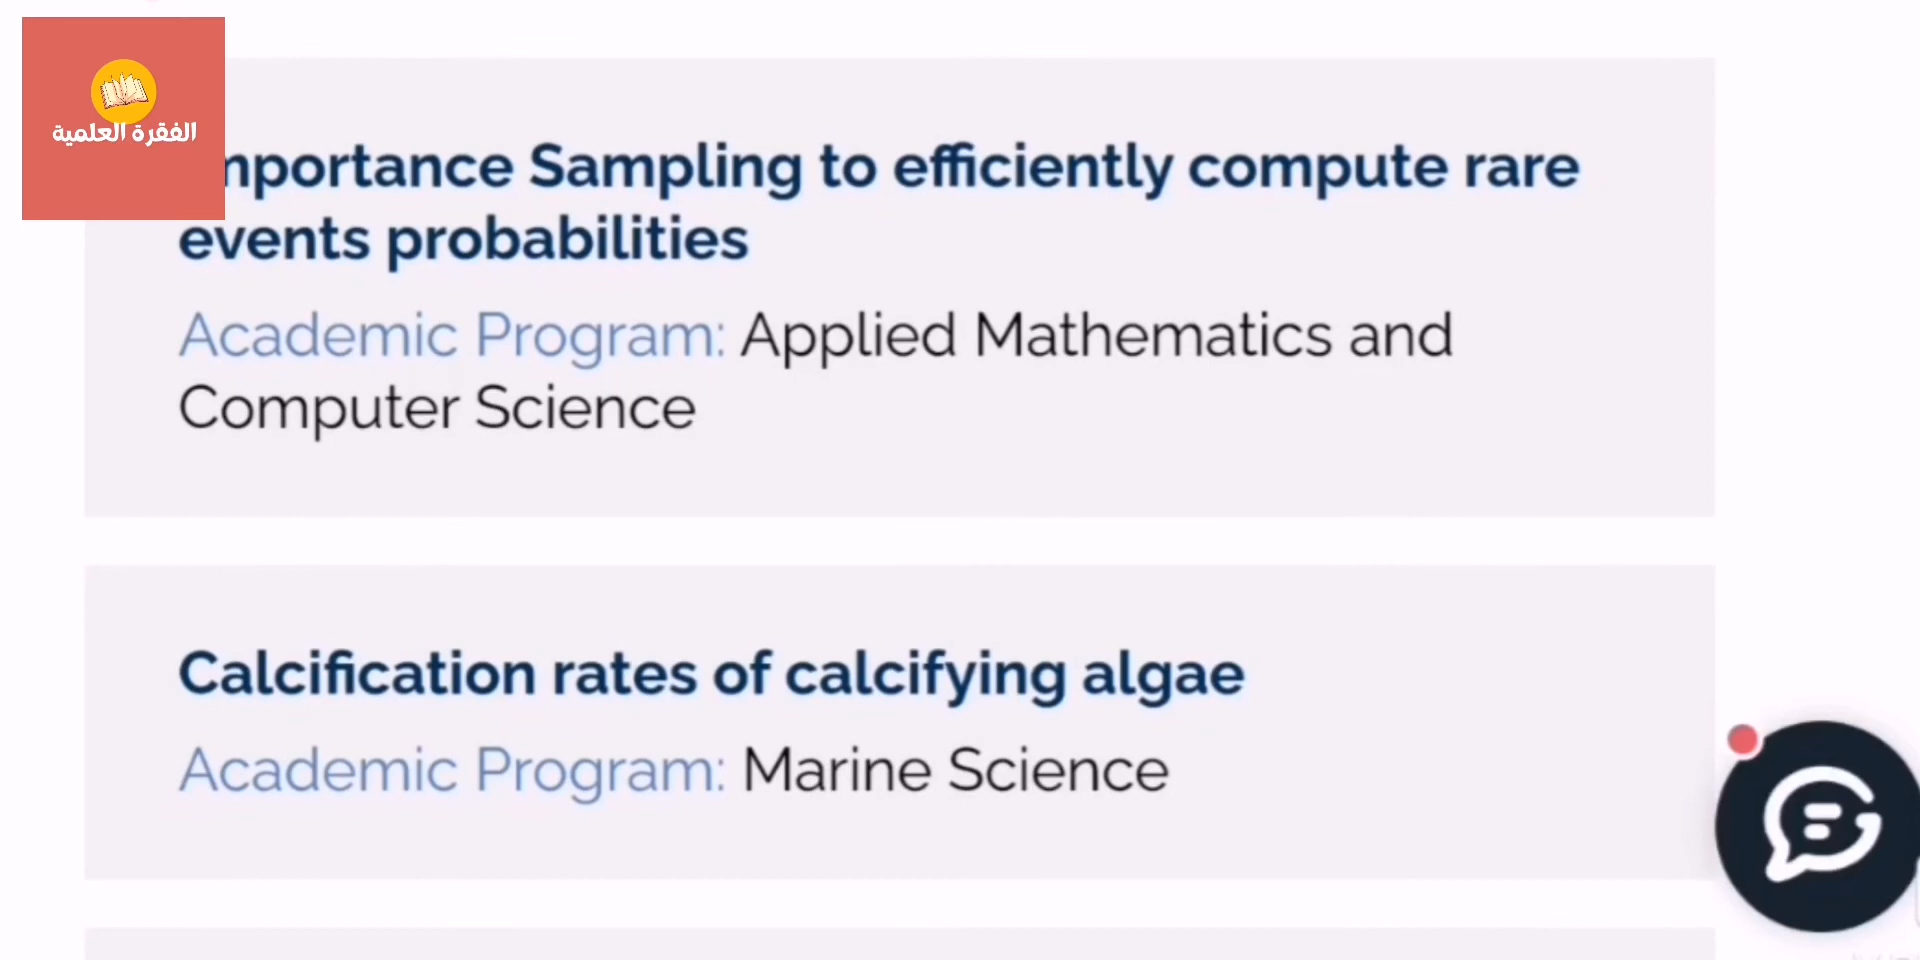 الفقرة العلمية
mportance Sampling to efficiently compute rare
events probabilities
Academic Program: Applied Mathematics and
Computer Science
Calcification rates of calcifying algae
Academic Program: Marine Science